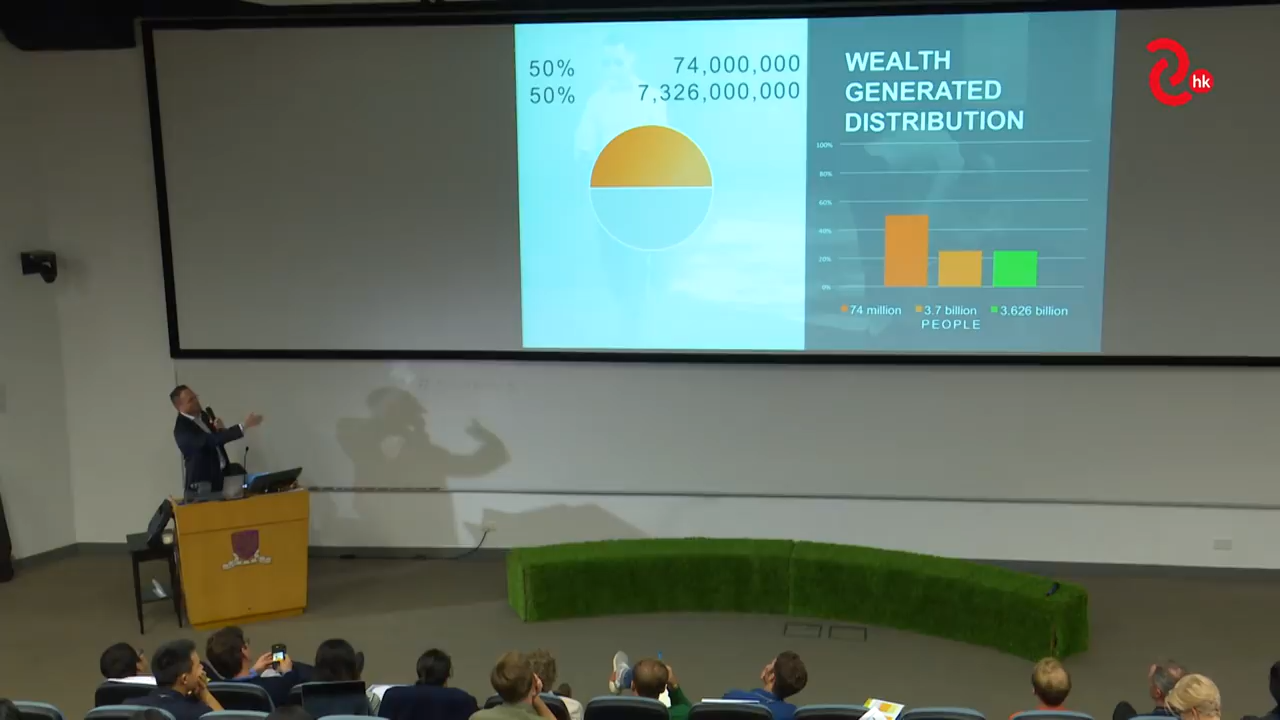 50% 74,000,000
50% 7,326,000,000
WEALTH
GENERATED
DISTRIBUTION
100%
80%
60%
40%
20%
0%
74 million 3.7 billion 3.626 billion
PEOPLE
hk